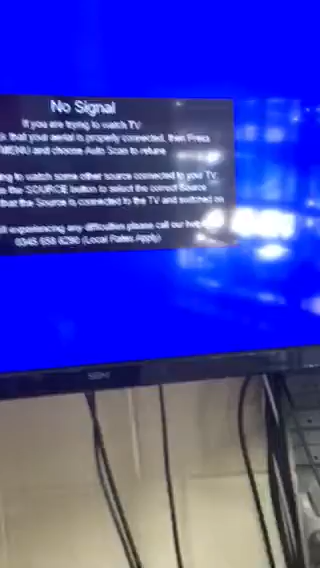 No Signal
If you are trying to watch TV:
k that your aerial is properly connected, then Press
MENU and choose Auto Scan to retune
ng to watch some other source connected to your TV:
e the SOURCE button to select the correct Source
that the Source is connected to the TV and switched on
ill experiencing any difficulties please call our help
(Local Rates Apply)